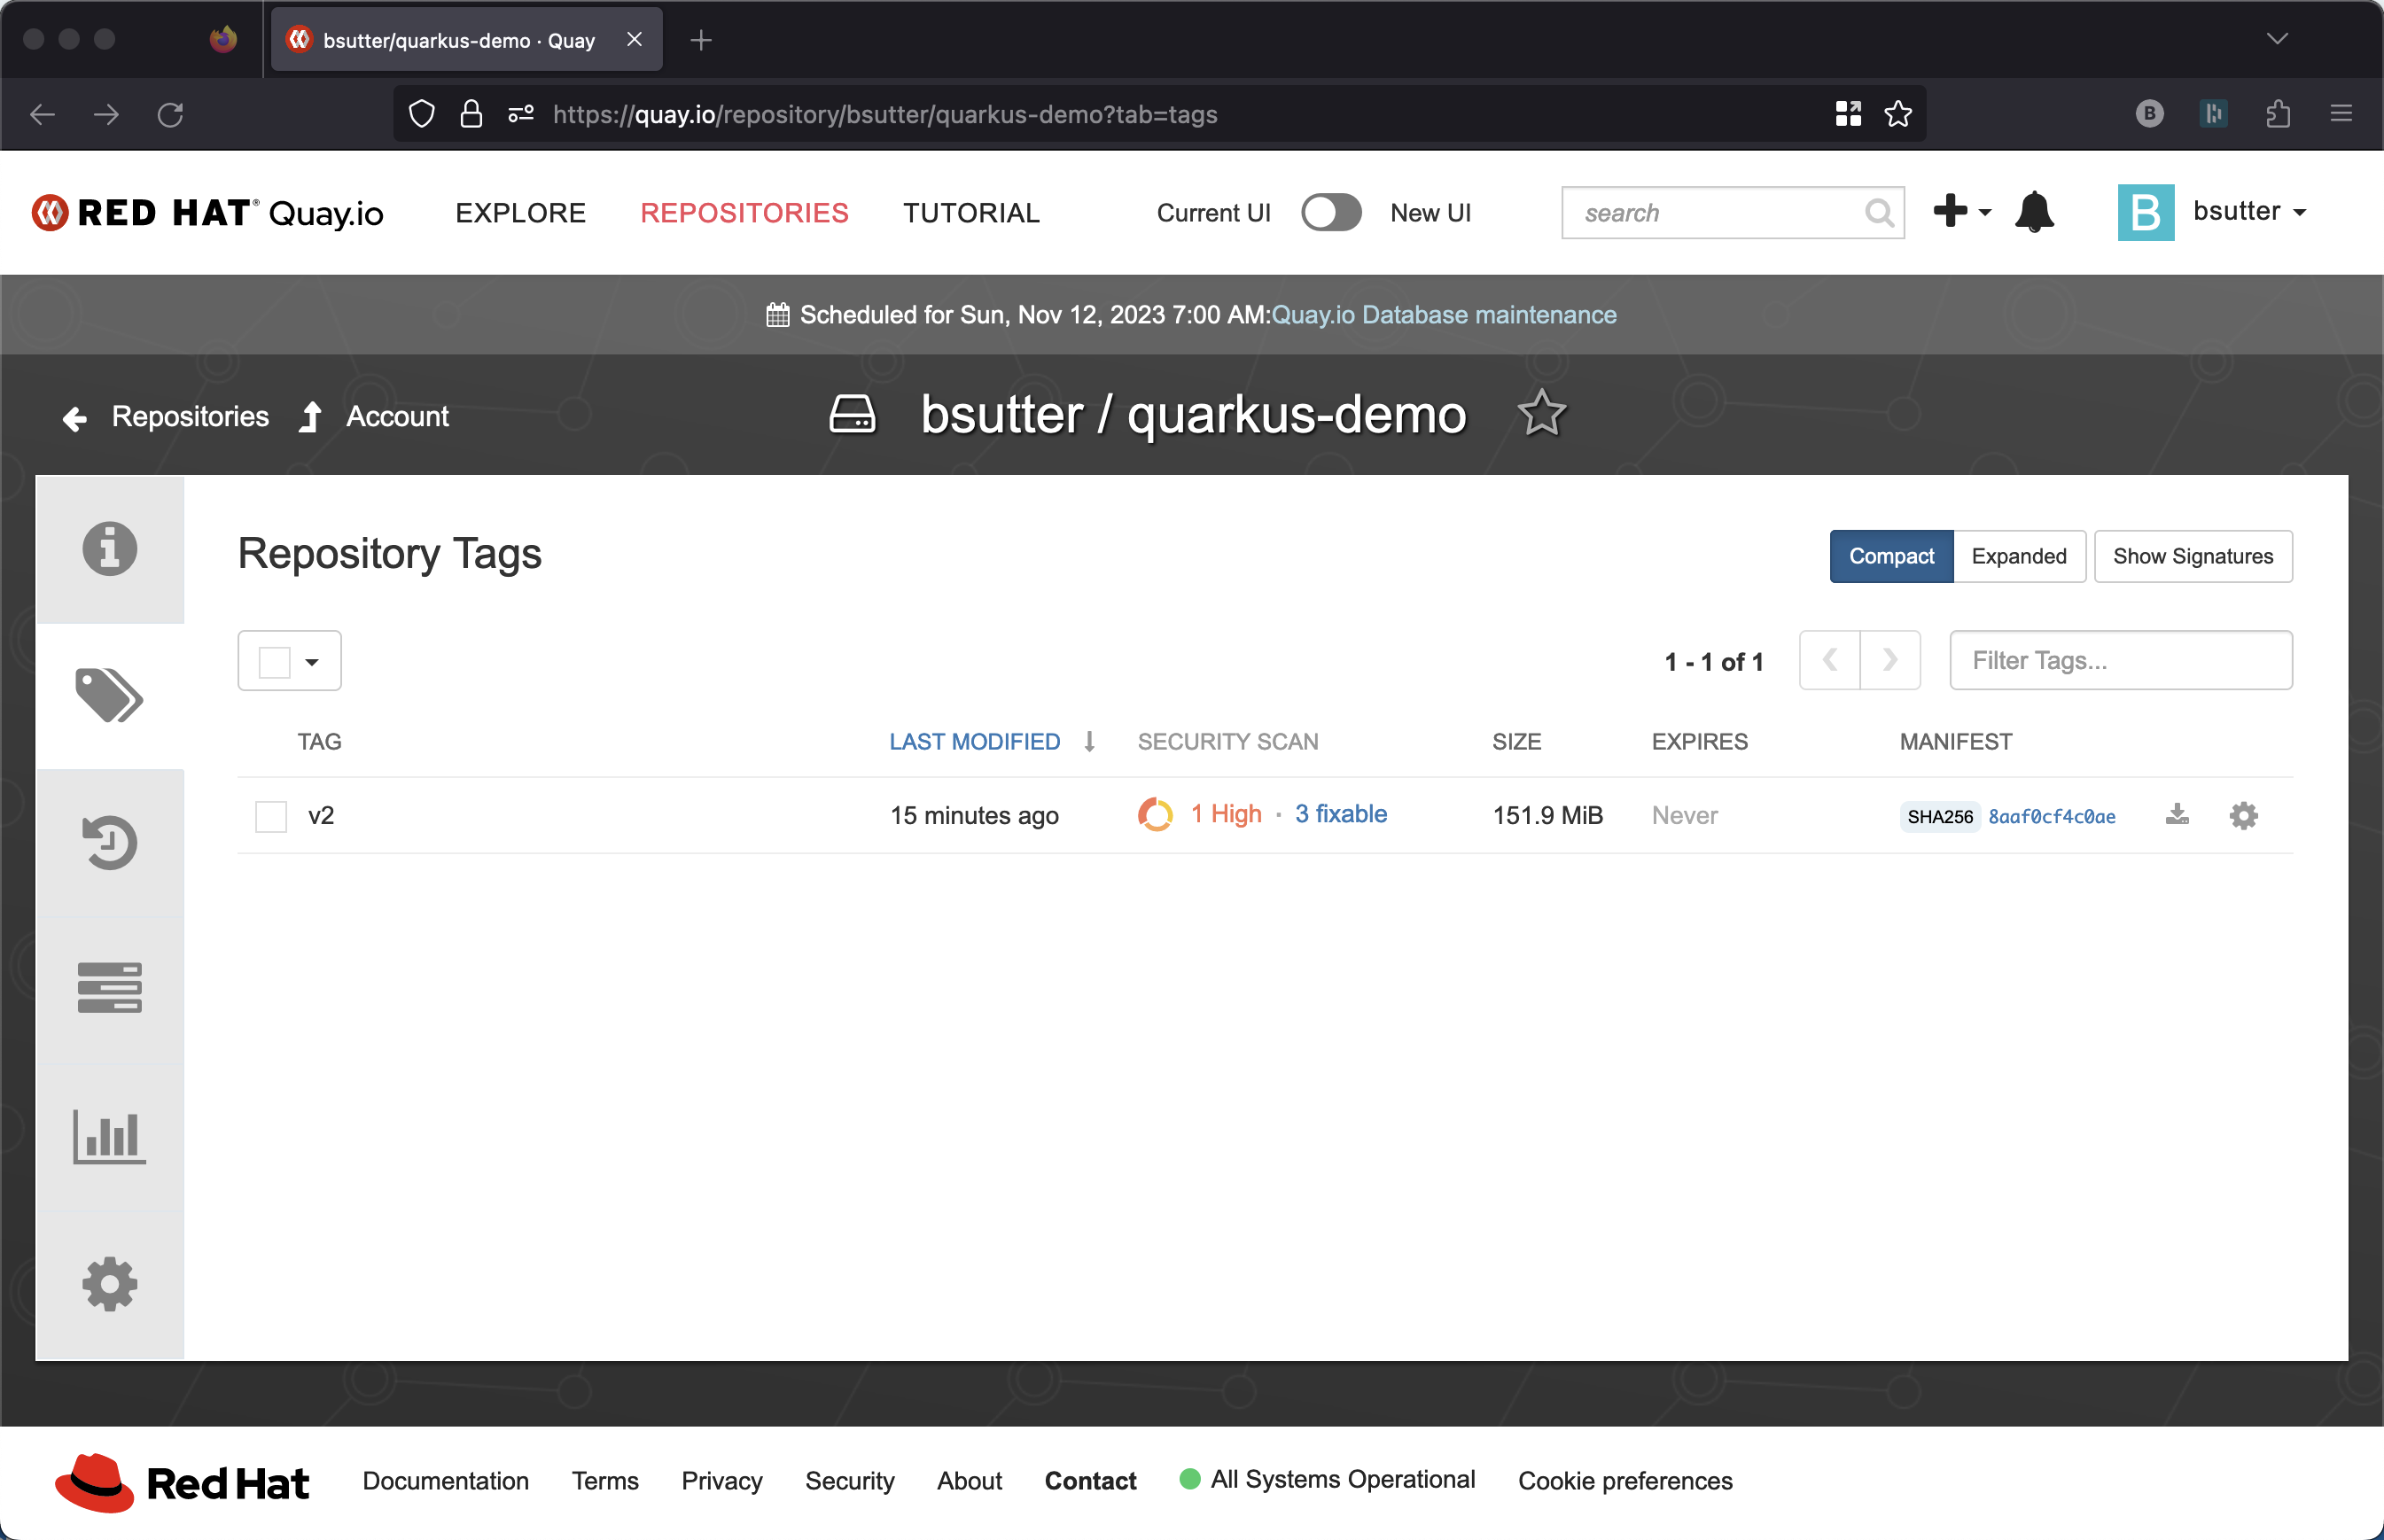 bsutter/quarkus-demo · Quay
https://quay.io/repository/bsutter/quarkus-demo?tab=tags
B
RED HAT® Quay.io EXPLORE REPOSITORIES TUTORIAL Current UI New UI search B bsutter
Scheduled for Sun, Nov 12, 2023 7:00 AM:Quay.io Database maintenance
Repositories Account bsutter / quarkus-demo
Repository Tags Compact Expanded Show Signatures
1 - 1 of 1 Filter Tags...
TAG LAST MODIFIED SECURITY SCAN SIZE EXPIRES MANIFEST
v2 15 minutes ago 1 High · 3 fixable 151.9 MiB Never SHA256 8aaf0cf4c0ae
Red Hat Documentation Terms Privacy Security About Contact All Systems Operational Cookie preferences